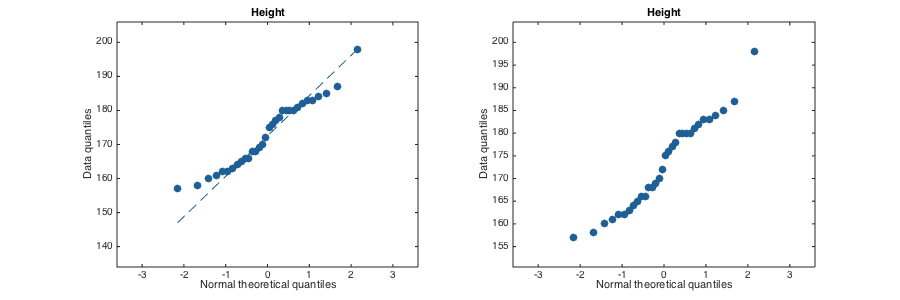 Height
Data quantiles
200
190
180
170
160
150
140
-3 -2 -1 0 1 2 3
Normal theoretical quantiles
Height
Data quantiles
200
195
190
185
180
175
170
165
160
155
-3 -2 -1 0 1 2 3
Normal theoretical quantiles